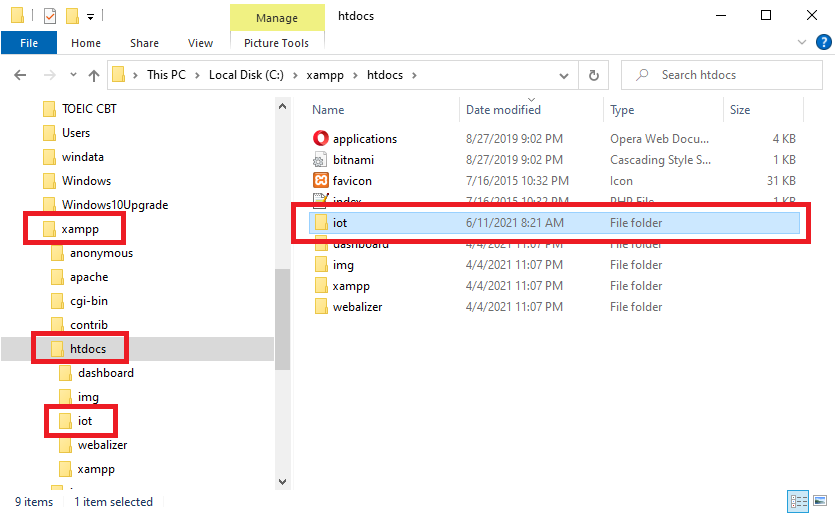 Manage
htdocs
File
Home
Share
View
Picture Tools
This PC
Local Disk (C:)
xampp
htdocs
Search htdocs
TOEIC CBT
Users
windata
Windows
Windows10Upgrade
xampp
anonymous
apache
cgi-bin
contrib
htdocs
dashboard
img
iot
webalizer
xampp
Name Date modified Type Size
applications 8/27/2019 9:02 PM Opera Web Docu... 4 KB
bitnami 8/27/2019 9:02 PM Cascading Style S... 1 KB
favicon 7/16/2015 10:32 PM Icon 31 KB
index 7/16/2015 10:32 PM PHP File 1 KB
iot 6/11/2021 8:21 AM File folder
dashboard 4/4/2021 11:07 PM File folder
img 4/4/2021 11:07 PM File folder
xampp 4/4/2021 11:07 PM File folder
webalizer 4/4/2021 11:07 PM File folder
9 items 1 item selected